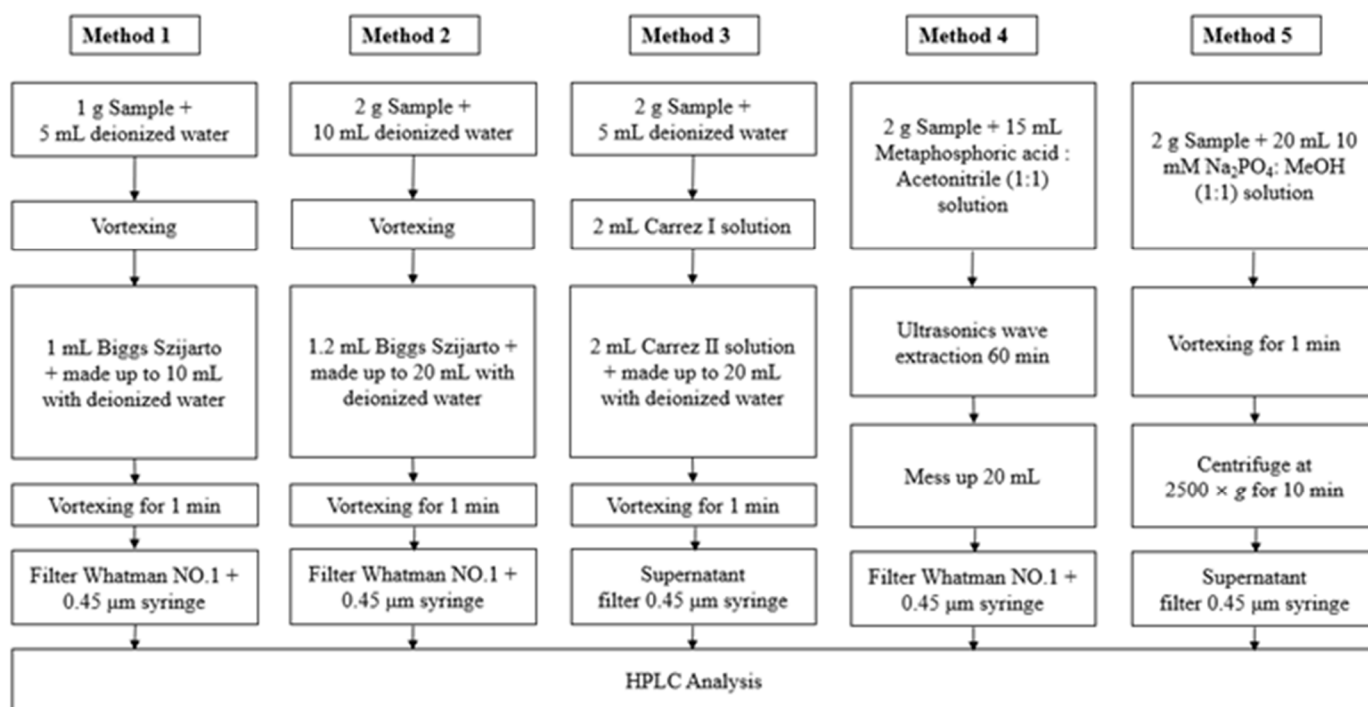 Method 1
1 g Sample +
5 mL deionized water
Vortexing
1 mL Biggs Szijarto
+ made up to 10 mL
with deionized water
Vortexing for 1 min
Filter Whatman NO.1 +
0.45 μm syringe
Method 2
2 g Sample +
10 mL deionized water
Vortexing
1.2 mL Biggs Szijarto +
made up to 20 mL with
deionized water
Vortexing for 1 min
Filter Whatman NO.1 +
0.45 μm syringe
Method 3
2 g Sample +
5 mL deionized water
2 mL Carrez I solution
2 mL Carrez II solution
+ made up to 20 mL
with deionized water
Vortexing for 1 min
Supernatant
filter 0.45 μm syringe
Method 4
2 g Sample + 15 mL
Metaphosphoric acid :
Acetonitrile (1:1)
solution
Ultrasonics wave
extraction 60 min
Mess up 20 mL
Filter Whatman NO.1 +
0.45 μm syringe
Method 5
2 g Sample + 20 mL 10
mM Na₂PO₄: MeOH
(1:1) solution
Vortexing for 1 min
Centrifuge at
2500 × g for 10 min
Supernatant
filter 0.45 μm syringe
HPLC Analysis